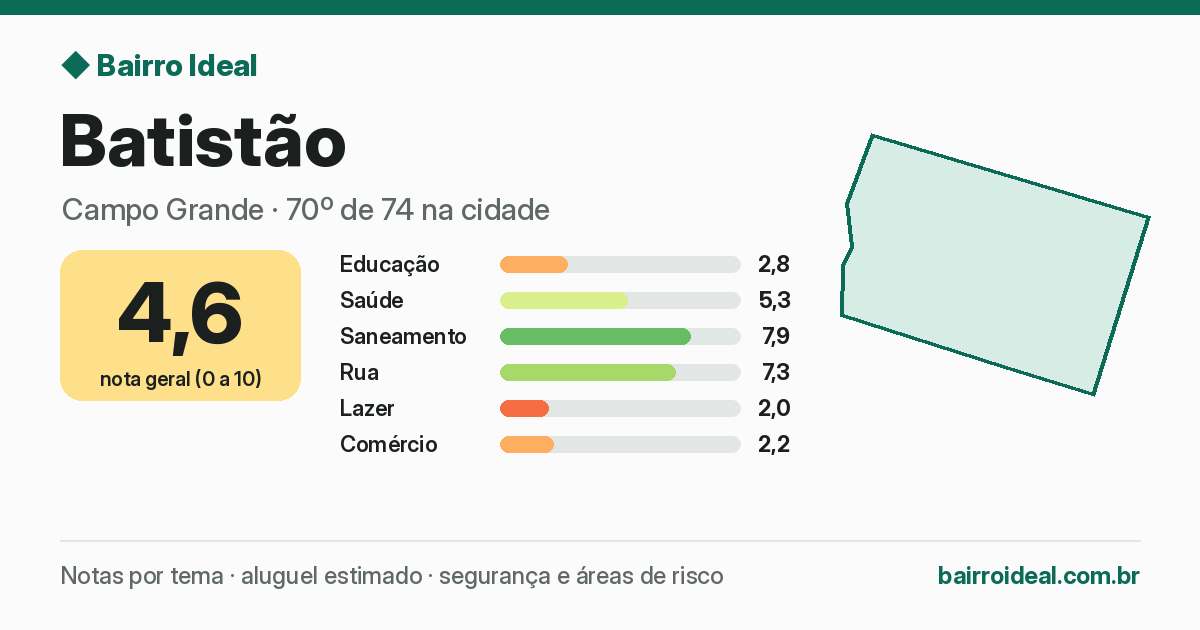 Bairro Ideal
Batistão
Campo Grande · 70º de 74 na cidade
4,6
nota geral (0 a 10)
Educação 2,8
Saúde 5,3
Saneamento 7,9
Rua 7,3
Lazer 2,0
Comércio 2,2
Notas por tema · aluguel estimado · segurança e áreas de risco
bairroideal.com.br